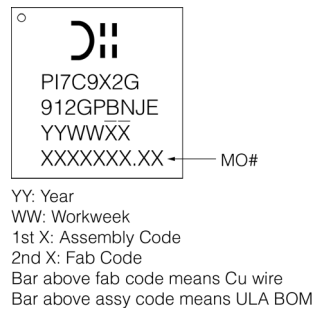 PI7C9X2G
912GPBNJE
YYWWX̅X̅
XXXXXXX.XX
MO#
YY: Year
WW: Workweek
1st X: Assembly Code
2nd X: Fab Code
Bar above fab code means Cu wire
Bar above assy code means ULA BOM